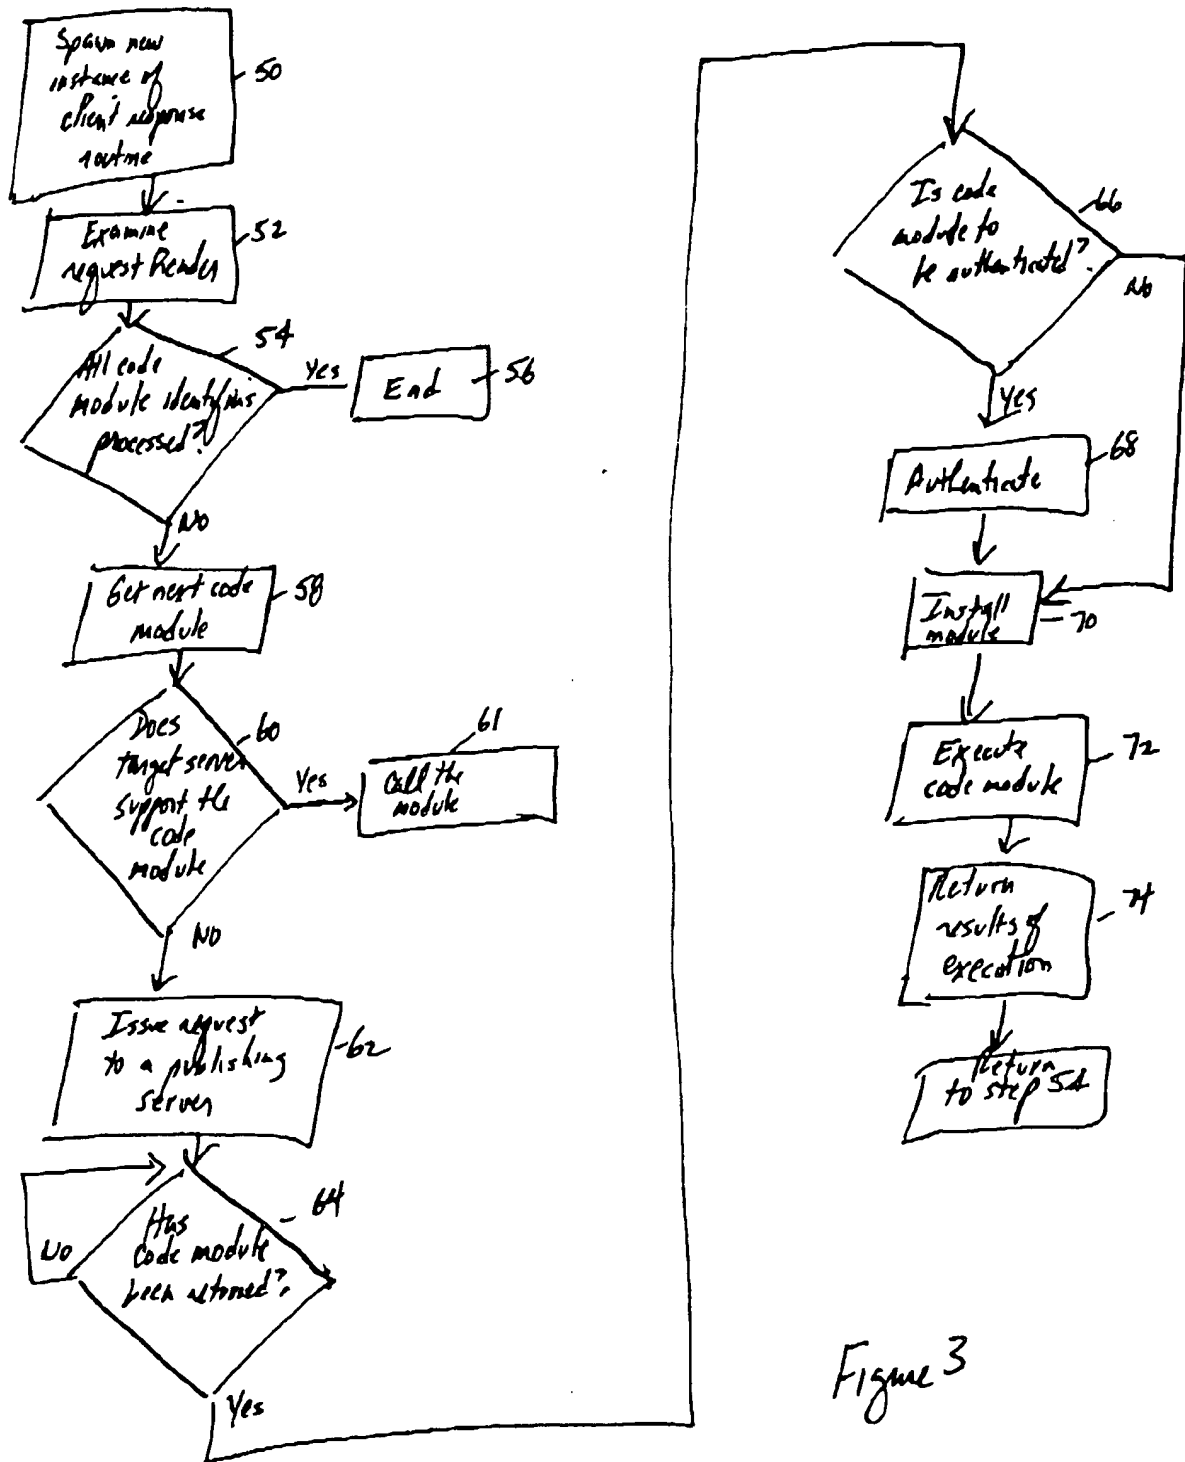 Spawn new
instance of
client response
routine
50
Examine
request header
52
54
All code
module identifiers
processed?
Yes
End
56
No
Get next code
module
58
Does
target server
support the
code
module
60
Yes
61
Call the
module
No
Issue request
to a publishing
server
62
Has
Code module
been returned?
64
No
Yes
Is code
module to
be authenticated?
66
No
Yes
Authenticate
68
Install
module
70
Execute
code module
72
Return
results of
execution
74
Return
to step 54
Figure 3